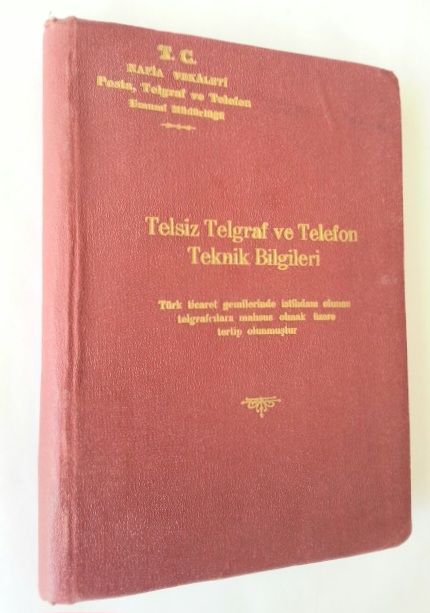 T. C.
NAFİA VEKÂLETİ
Posta, Telgraf ve Telefon
Umumî Müdürlüğü
Telsiz Telgraf ve Telefon
Teknik Bilgileri
Türk ticaret gemilerinde istihdam olunan
telgrafcılara mahsus olmak üzere
tertip olunmuştur